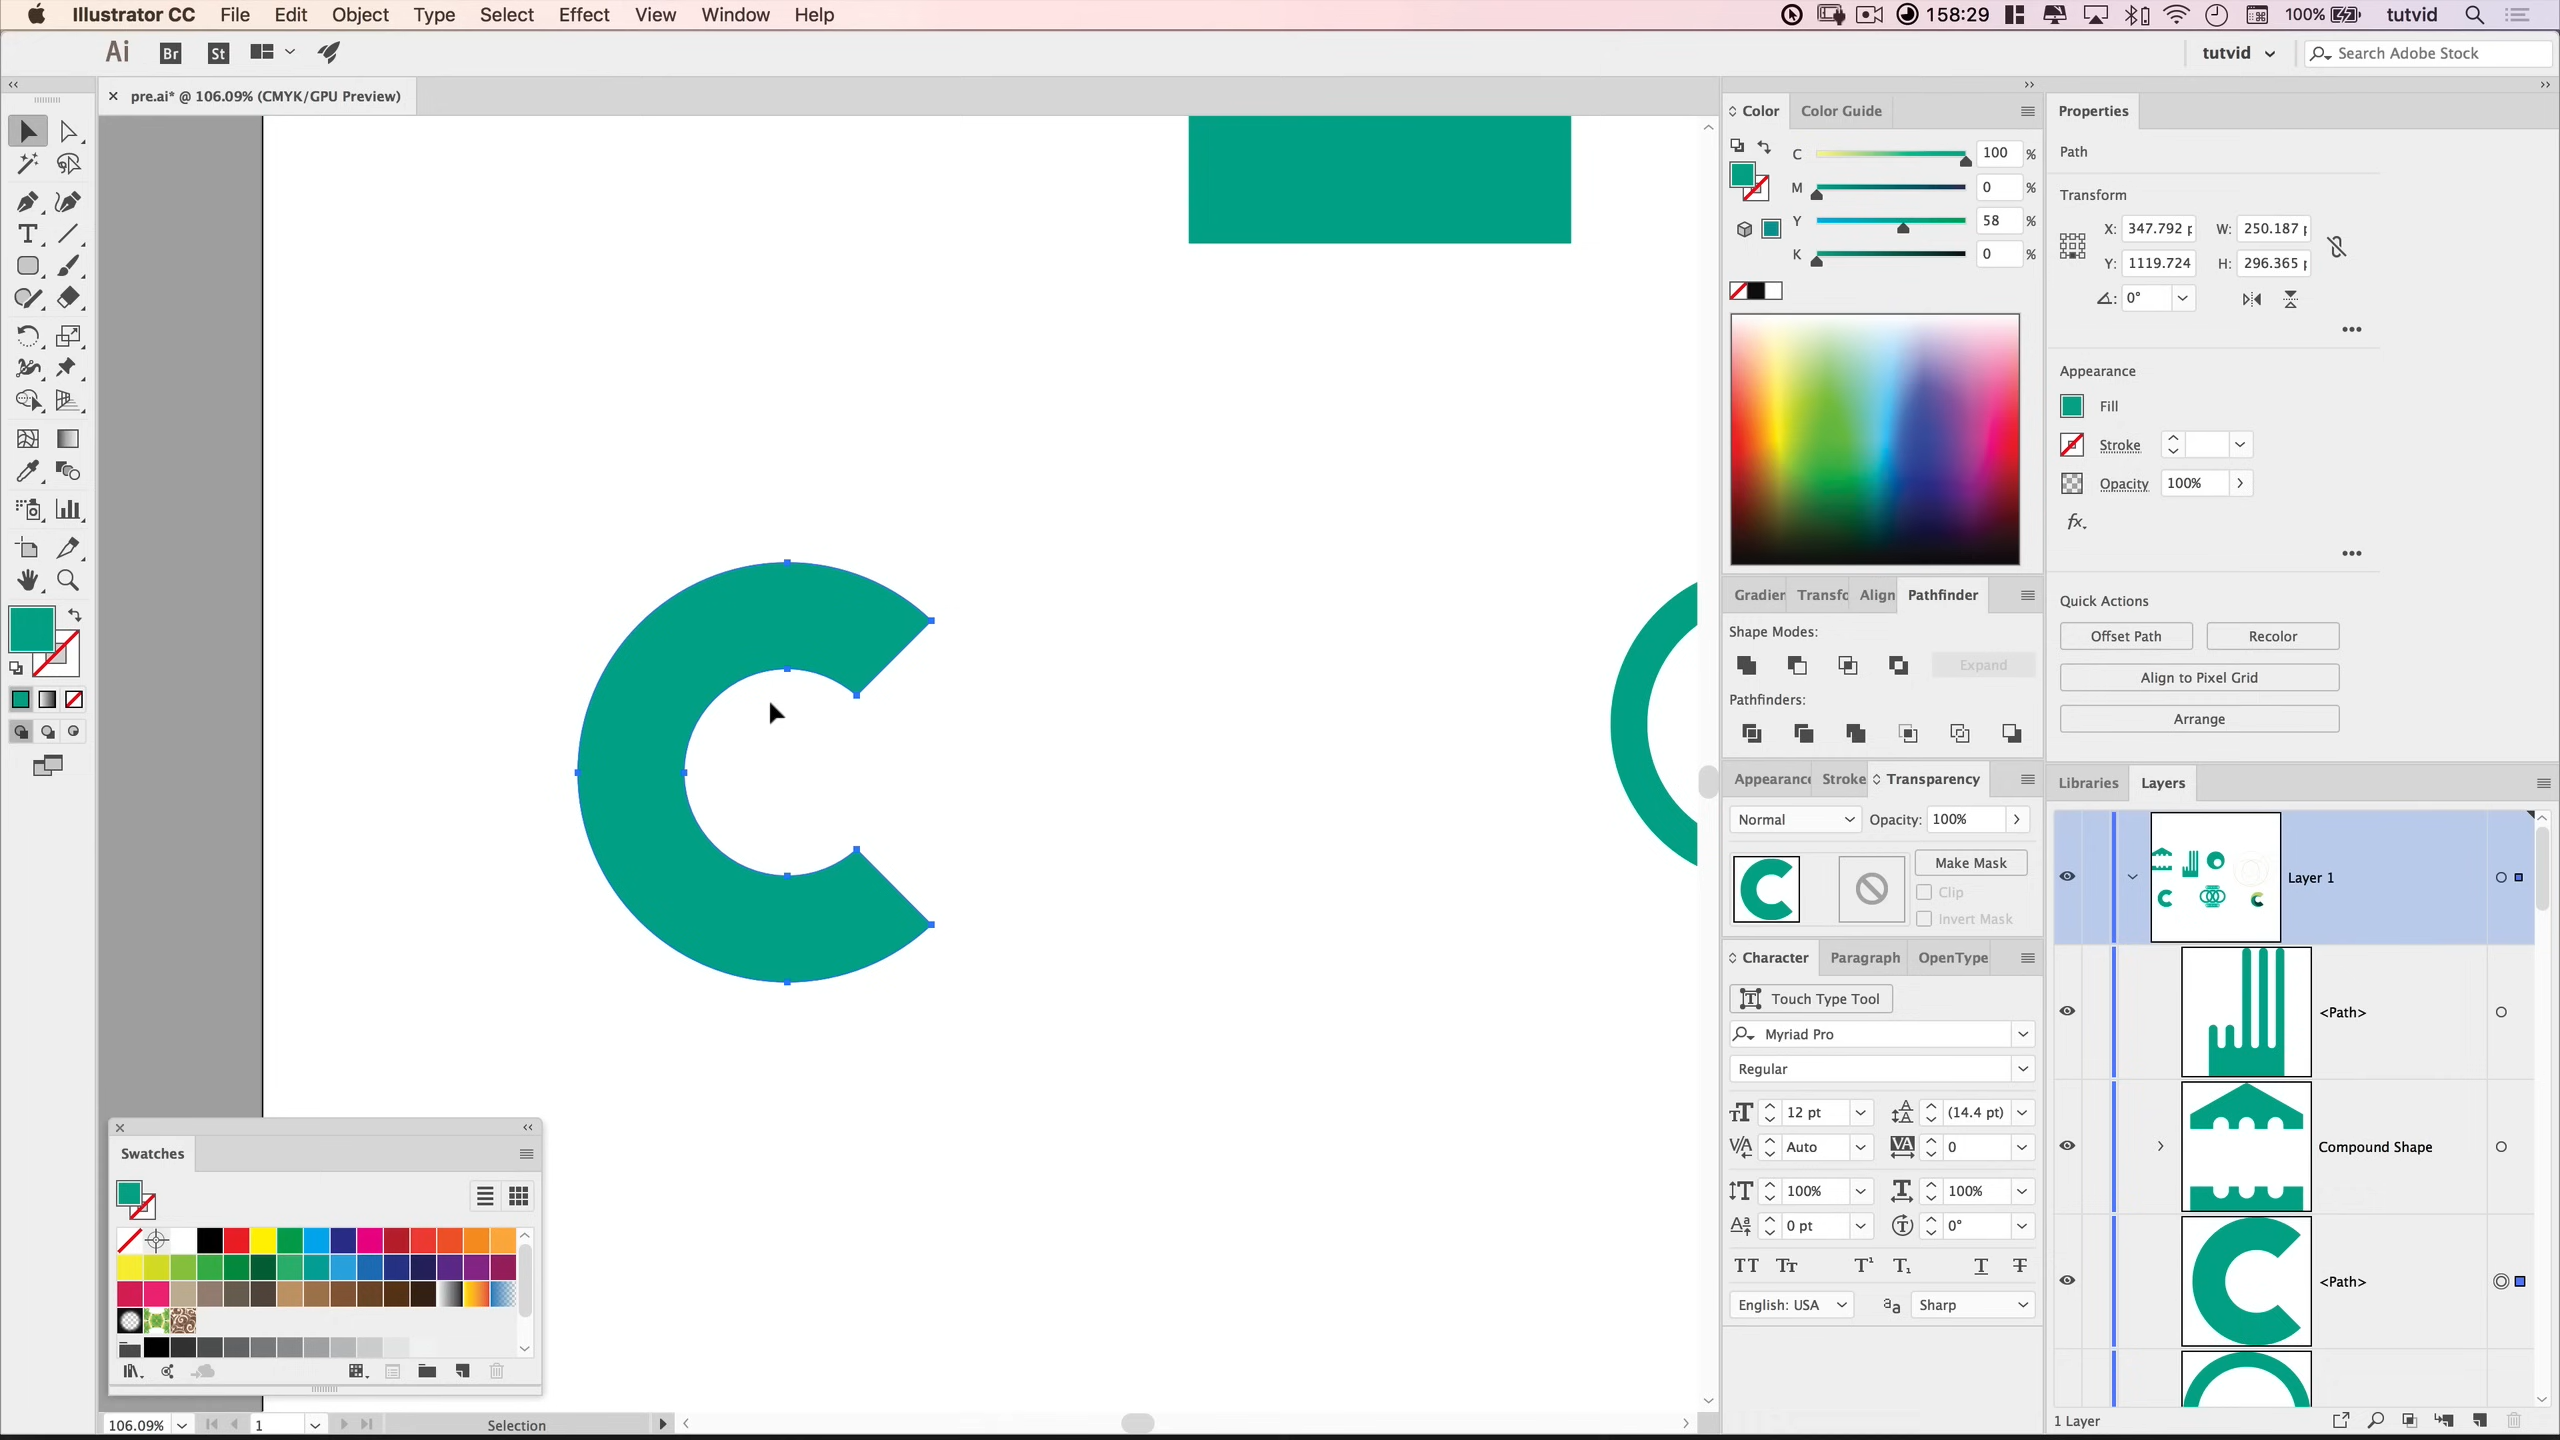 Illustrator CC File Edit Object Type Select Effect View Window Help
158:29 100% tutvid
Ai Br St tutvid Search Adobe Stock
pre.ai* @ 106.09% (CMYK/GPU Preview)
Color Color Guide
C 100 %
M 0 %
Y 58 %
K 0 %
Gradien Transfo Align Pathfinder
Shape Modes:
Expand
Pathfinders:
Appearanc Stroke Transparency
Normal Opacity: 100%
Make Mask
Clip
Invert Mask
Character Paragraph OpenType
Touch Type Tool
Myriad Pro
Regular
12 pt (14.4 pt)
Auto 0
100% 100%
0 pt 0°
English: USA Sharp
Properties
Path
Transform
X: 347.792 p W: 250.187 p
Y: 1119.724 H: 296.365 p
0°
Appearance
Fill
Stroke
Opacity 100%
fx.
Quick Actions
Offset Path Recolor
Align to Pixel Grid
Arrange
Libraries Layers
Layer 1
<Path>
Compound Shape
<Path>
1 Layer
Swatches
106.09% 1 Selection